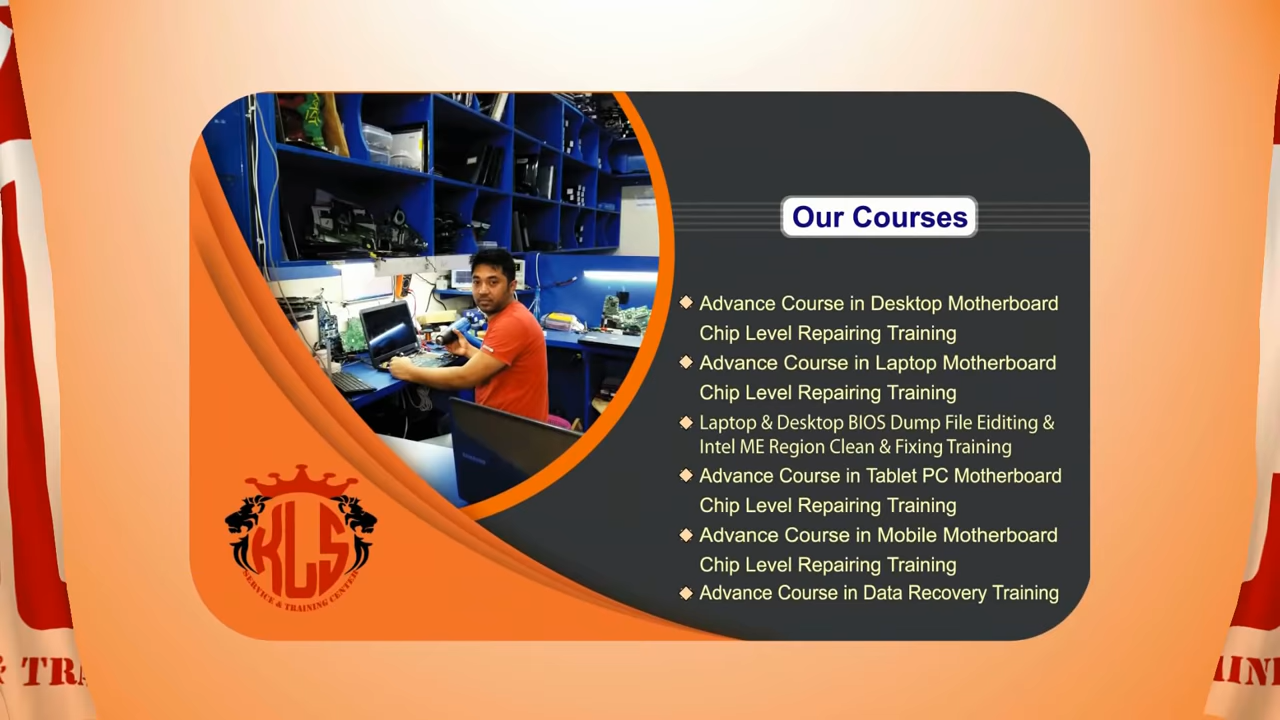 Our Courses
Advance Course in Desktop Motherboard
Chip Level Repairing Training
Advance Course in Laptop Motherboard
Chip Level Repairing Training
Laptop & Desktop BIOS Dump File Eiditing &
Intel ME Region Clean & Fixing Training
Advance Course in Tablet PC Motherboard
Chip Level Repairing Training
Advance Course in Mobile Motherboard
Chip Level Repairing Training
Advance Course in Data Recovery Training
KLS
SERVICE & TRAINING CENTER
SAMSUNG